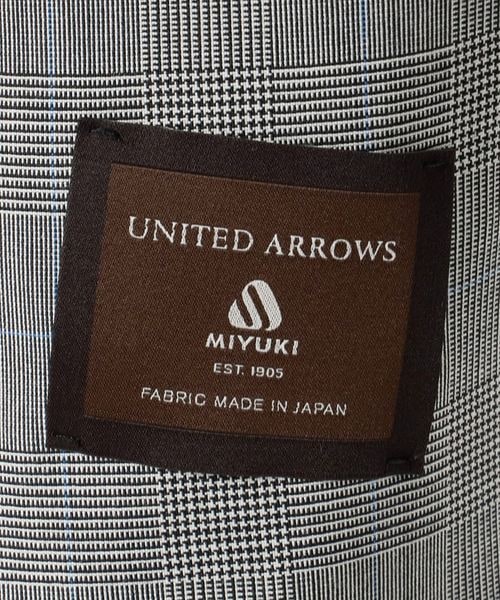 UNITED ARROWS
MIYUKI
EST. 1905
FABRIC MADE IN JAPAN